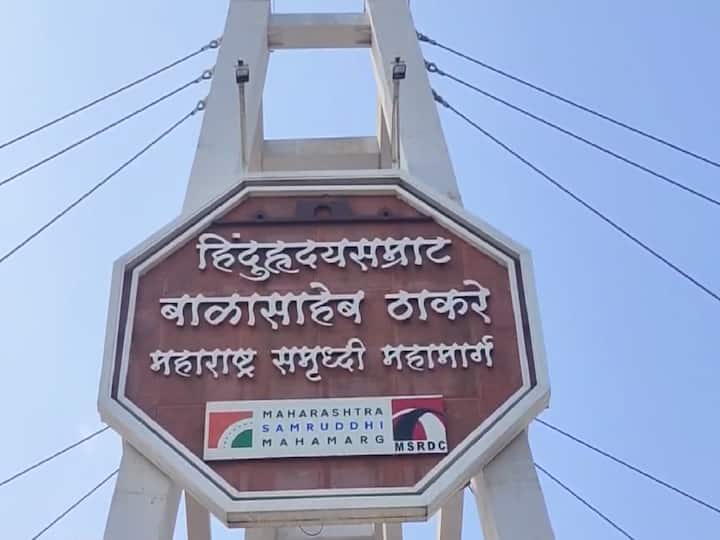 हिंदुहृदयसम्राट
बाळासाहेब ठाकरे
महाराष्ट्र समृध्दी महामार्ग
MAHARASHTRA
SAMRUDDHI
MAHAMARG
MSRDC